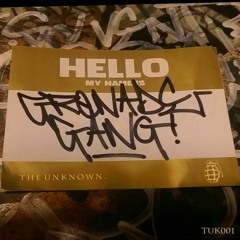 HELLO
MY NAME IS
GRENADE
GANG!
THE UNKNOWN.
TUK001